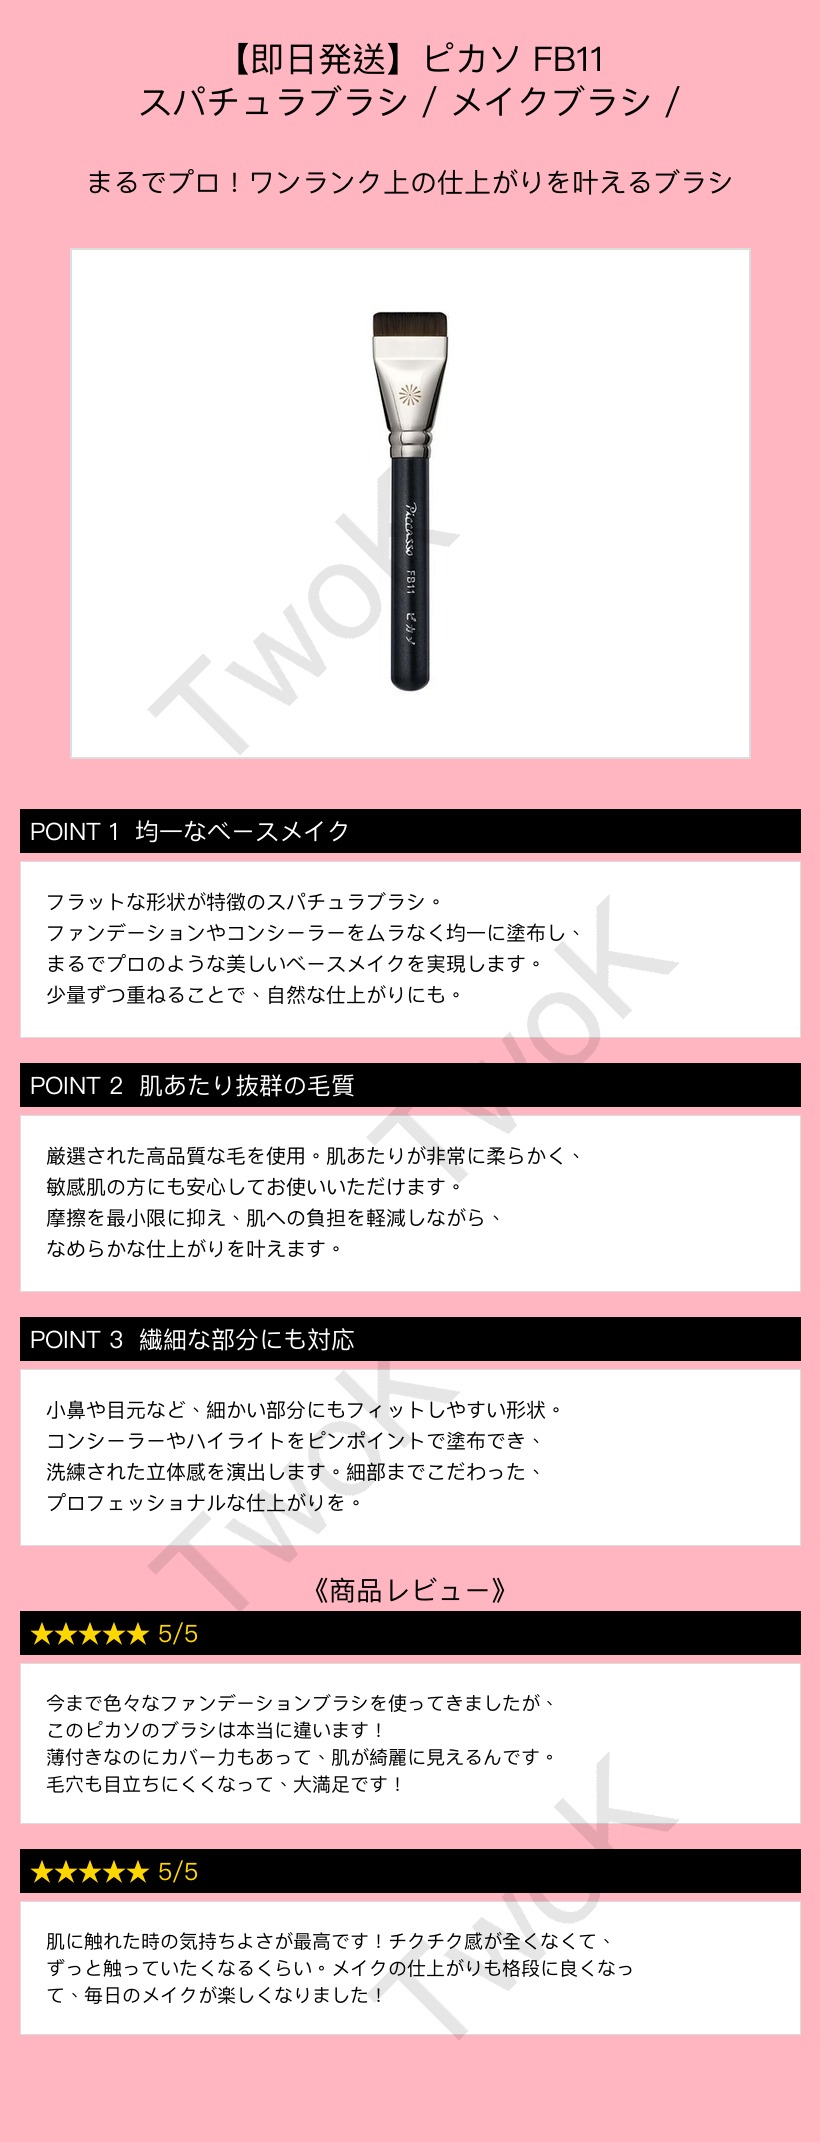 【即日発送】ピカソ FB11
スパチュラブラシ / メイクブラシ /
まるでプロ！ワンランク上の仕上がりを叶えるブラシ
Piccasso FB11 ピカソ
TwoK
POINT 1 均一なベースメイク
フラットな形状が特徴のスパチュラブラシ。
ファンデーションやコンシーラーをムラなく均一に塗布し、
まるでプロのような美しいベースメイクを実現します。
少量ずつ重ねることで、自然な仕上がりにも。
TwoK
POINT 2 肌あたり抜群の毛質
厳選された高品質な毛を使用。肌あたりが非常に柔らかく、
敏感肌の方にも安心してお使いいただけます。
摩擦を最小限に抑え、肌への負担を軽減しながら、
なめらかな仕上がりを叶えます。
POINT 3 繊細な部分にも対応
小鼻や目元など、細かい部分にもフィットしやすい形状。
コンシーラーやハイライトをピンポイントで塗布でき、
洗練された立体感を演出します。細部までこだわった、
プロフェッショナルな仕上がりを。
TwoK
《商品レビュー》
★★★★★ 5/5
今まで色々なファンデーションブラシを使ってきましたが、
このピカソのブラシは本当に違います！
薄付きなのにカバー力もあって、肌が綺麗に見えるんです。
毛穴も目立ちにくくなって、大満足です！
★★★★★ 5/5
肌に触れた時の気持ちよさが最高です！チクチク感が全くなくて、
ずっと触っていたくなるくらい。メイクの仕上がりも格段に良くなっ
て、毎日のメイクが楽しくなりました！
TwoK